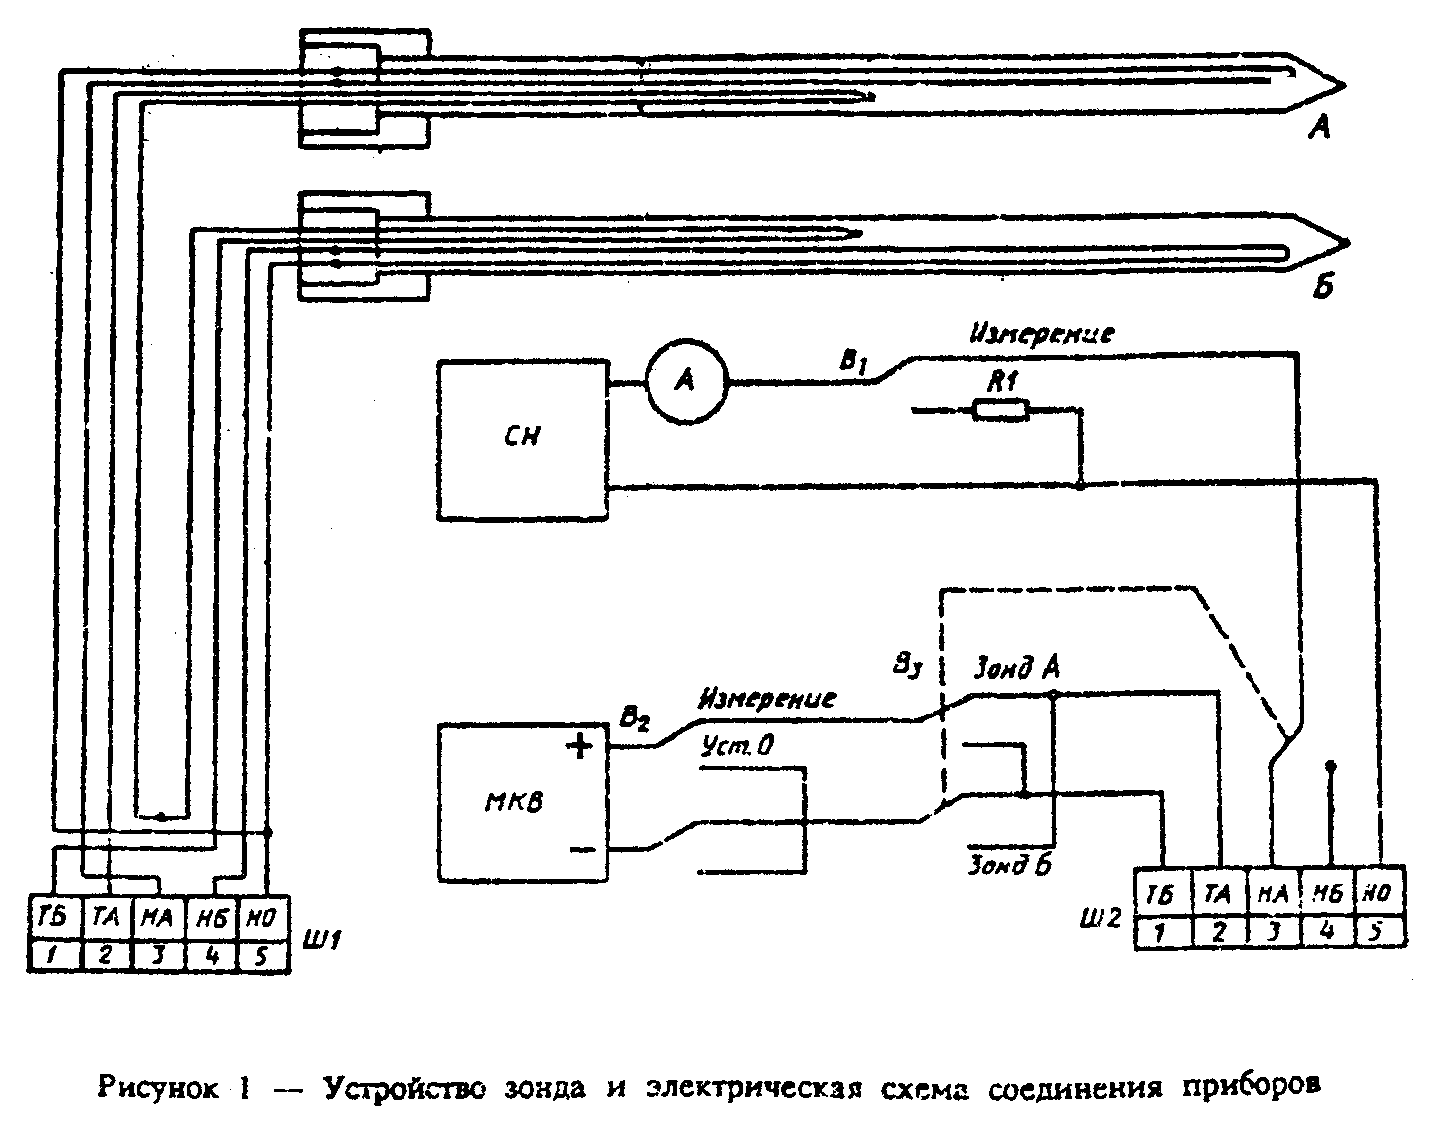 А
Б
Измерение
В1
А
R1
СН
В3
Зонд А
Измерение
В2
+
Уст. 0
МКВ
−
Зонд Б
ТБ ТА НА НБ НО
1 2 3 4 5
Ш1
ТБ ТА НА НБ НО
1 2 3 4 5
Ш2
Рисунок 1 — Устройство зонда и электрическая схема соединения приборов